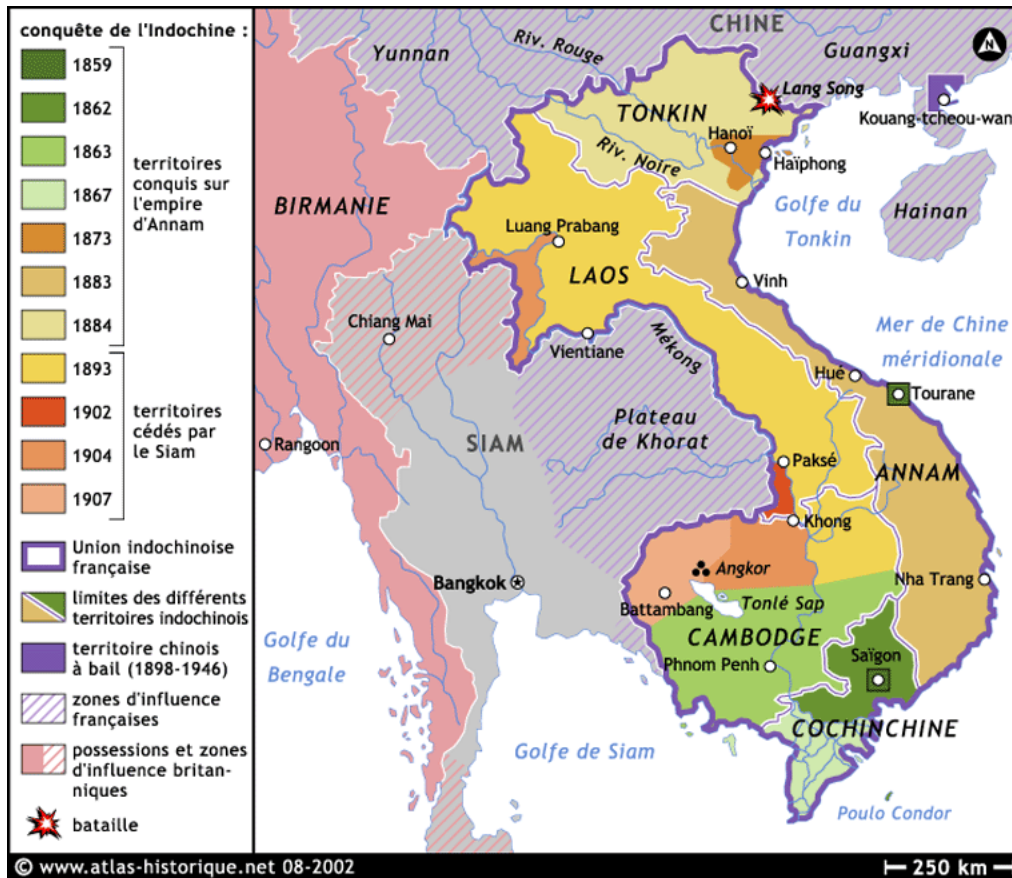 conquête de l'Indochine :
1859
1862
1863
1867
1873
1883
1884
territoires
conquis sur
l'empire
d'Annam
1893
1902
1904
1907
territoires
cédés par
le Siam
Union indochinoise
française
limites des différents
territoires indochinois
territoire chinois
à bail (1898-1946)
zones d'influence
françaises
possessions et zones
d'influence britan-
niques
bataille
CHINE
N
Yunnan
Riv. Rouge
Guangxi
Lang Song
Kouang-tcheou-wan
TONKIN
Hanoï
Haïphong
Riv. Noire
BIRMANIE
Golfe du
Tonkin
Hainan
Luang Prabang
LAOS
Vinh
Chiang Mai
Vientiane
Mékong
Mer de Chine
méridionale
Hué
Tourane
Plateau
de Khorat
SIAM
Rangoon
Paksé
ANNAM
Khong
Angkor
Bangkok
Nha Trang
Battambang
Tonlé Sap
CAMBODGE
Golfe du
Bengale
Saïgon
Phnom Penh
COCHINCHINE
Golfe de Siam
Poulo Condor
© www.atlas-historique.net 08-2002
250 km